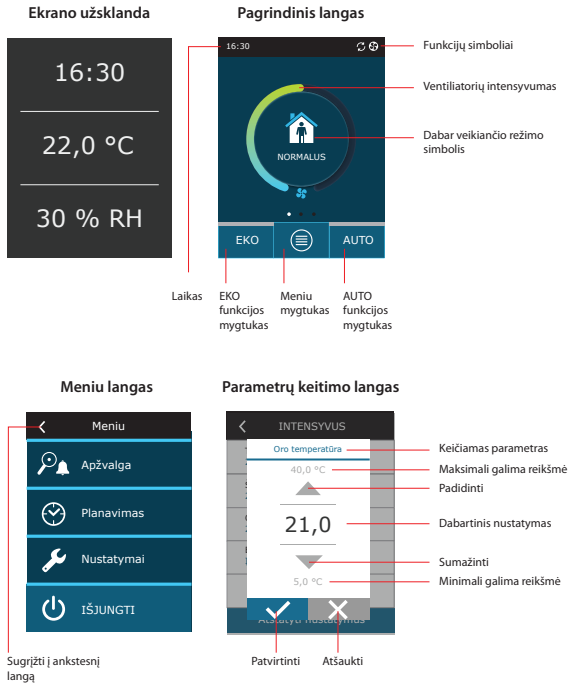 Ekrano užsklanda
16:30
22,0 °C
30 % RH
Pagrindinis langas
16:30
NORMALUS
EKO
AUTO
Funkcijų simboliai
Ventiliatorių intensyvumas
Dabar veikiančio režimo
simbolis
Laikas
EKO
funkcijos
mygtukas
Meniu
mygtukas
AUTO
funkcijos
mygtukas
Meniu langas
Meniu
Apžvalga
Planavimas
Nustatymai
IŠJUNGTI
Sugrįžti į ankstesnį
langą
Parametrų keitimo langas
INTENSYVUS
Oro temperatūra
40,0 °C
21,0
5,0 °C
Atstatyti nustatymus
Keičiamas parametras
Maksimali galima reikšmė
Padidinti
Dabartinis nustatymas
Sumažinti
Minimali galima reikšmė
Patvirtinti
Atšaukti